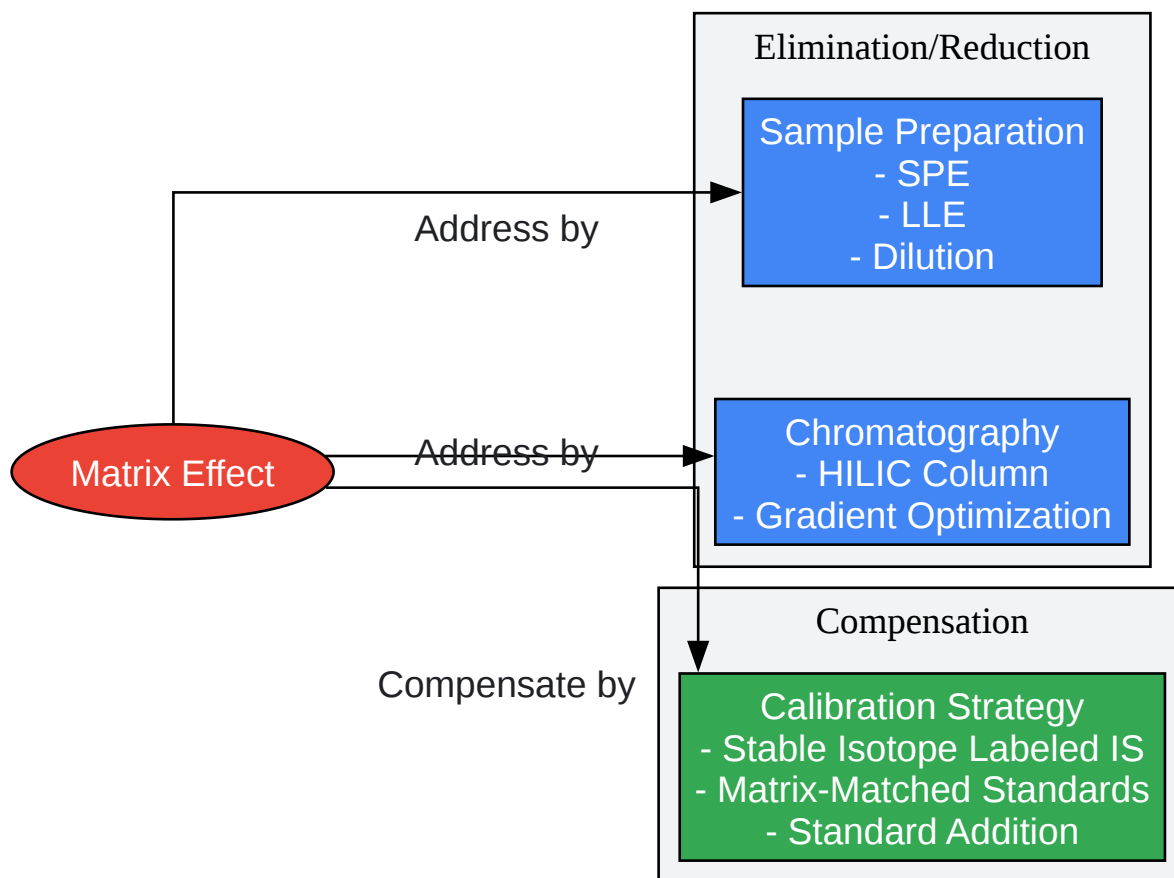 Elimination/Reduction
Sample Preparation
- SPE
- LLE
- Dilution
Address by
Matrix Effect
Address by
Chromatography
- HILIC Column
- Gradient Optimization
Compensation
Compensate by
Calibration Strategy
- Stable Isotope Labeled IS
- Matrix-Matched Standards
- Standard Addition